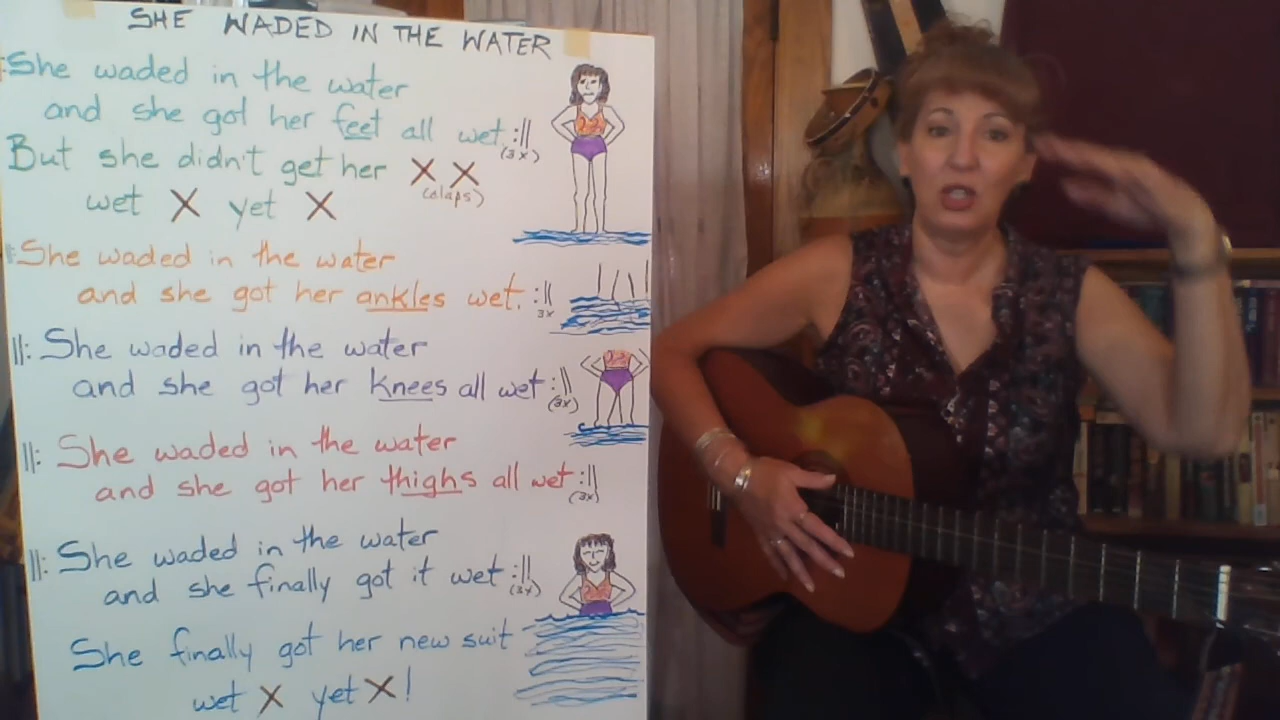 SHE WADED IN THE WATER
:She waded in the water
and she got her feet all wet :||
(3x)
But she didn't get her X X
(claps)
wet X yet X
||: She waded in the water
and she got her ankles wet. :||
3x
||: She waded in the water
and she got her knees all wet :||
(3x)
||: She waded in the water
and she got her thighs all wet :||
(3x)
||: She waded in the water
and she finally got it wet :||
(3x)
She finally got her new suit
wet X yet X!